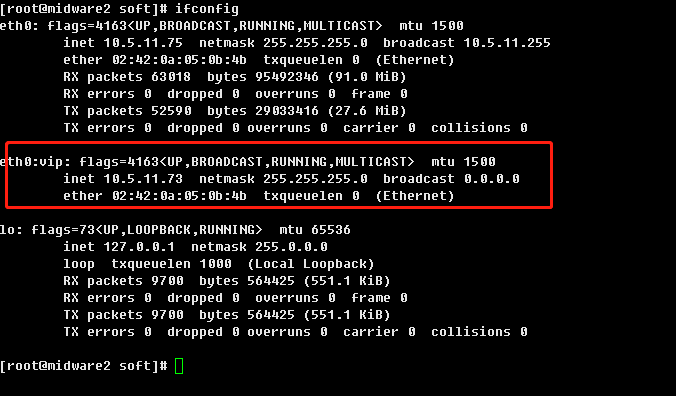 [root@midware2 soft]# ifconfig
eth0: flags=4163<UP,BROADCAST,RUNNING,MULTICAST>  mtu 1500
        inet 10.5.11.75  netmask 255.255.255.0  broadcast 10.5.11.255
        ether 02:42:0a:05:0b:4b  txqueuelen 0  (Ethernet)
        RX packets 63018  bytes 95492346 (91.0 MiB)
        RX errors 0  dropped 0  overruns 0  frame 0
        TX packets 52590  bytes 29033416 (27.6 MiB)
        TX errors 0  dropped 0 overruns 0  carrier 0  collisions 0
eth0:vip: flags=4163<UP,BROADCAST,RUNNING,MULTICAST>  mtu 1500
        inet 10.5.11.73  netmask 255.255.255.0  broadcast 0.0.0.0
        ether 02:42:0a:05:0b:4b  txqueuelen 0  (Ethernet)
lo: flags=73<UP,LOOPBACK,RUNNING>  mtu 65536
        inet 127.0.0.1  netmask 255.0.0.0
        loop  txqueuelen 1000  (Local Loopback)
        RX packets 9700  bytes 564425 (551.1 KiB)
        RX errors 0  dropped 0  overruns 0  frame 0
        TX packets 9700  bytes 564425 (551.1 KiB)
        TX errors 0  dropped 0 overruns 0  carrier 0  collisions 0
[root@midware2 soft]#